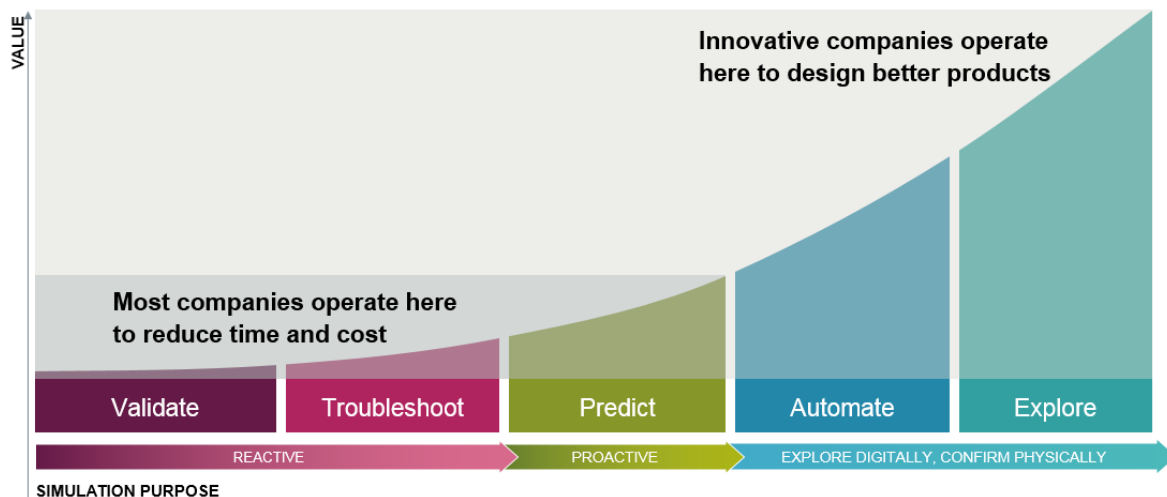 VALUE
Innovative companies operate
here to design better products
Most companies operate here
to reduce time and cost
Validate
Troubleshoot
Predict
Automate
Explore
REACTIVE
PROACTIVE
EXPLORE DIGITALLY, CONFIRM PHYSICALLY
SIMULATION PURPOSE